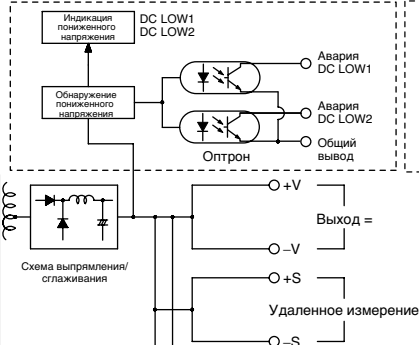 Индикация
пониженного
напряжения
DC LOW1
DC LOW2
Авария
DC LOW1
Обнаружение
пониженного
напряжения
Авария
DC LOW2
Общий
вывод
Оптрон
+V
Выход =
–V
Схема выпрямления/
сглаживания
+S
Удаленное измерение
–S